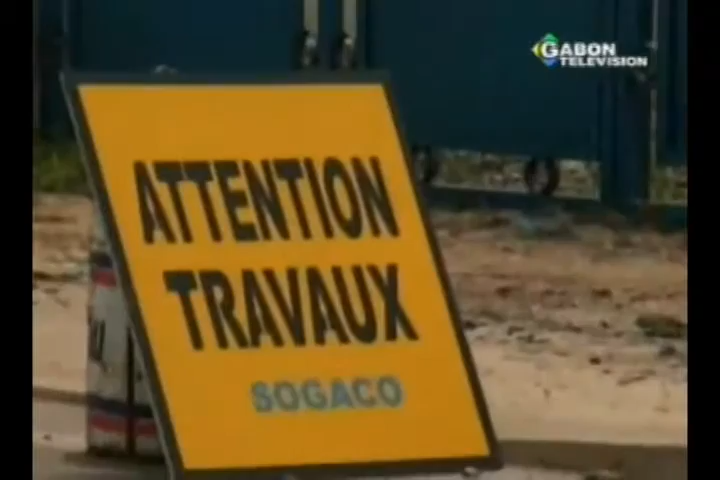 GABON
TELEVISION
ATTENTION
TRAVAUX
SOGACO